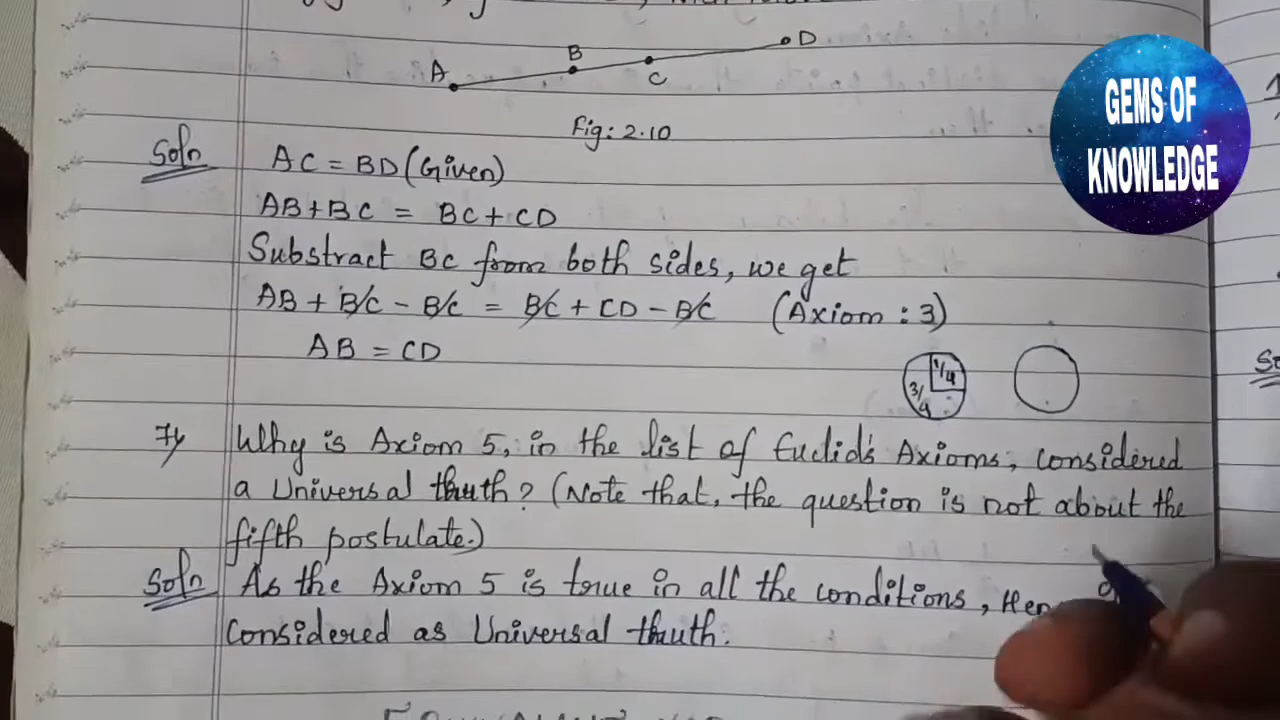 A B C D
Fig: 2.10
Soln AC = BD (Given)
AB + BC = BC + CD
Substract BC from both sides, we get
AB + BC - BC = BC + CD - BC (Axiom : 3)
AB = CD
3/4 1/4
7) Why is Axiom 5, in the list of Euclid's Axioms, considered
a Universal thruth? (Note that, the question is not about the
fifth postulate.)
Soln As the Axiom 5 is true in all the conditions,
considered as Universal thruth.
GEMS OF
KNOWLEDGE